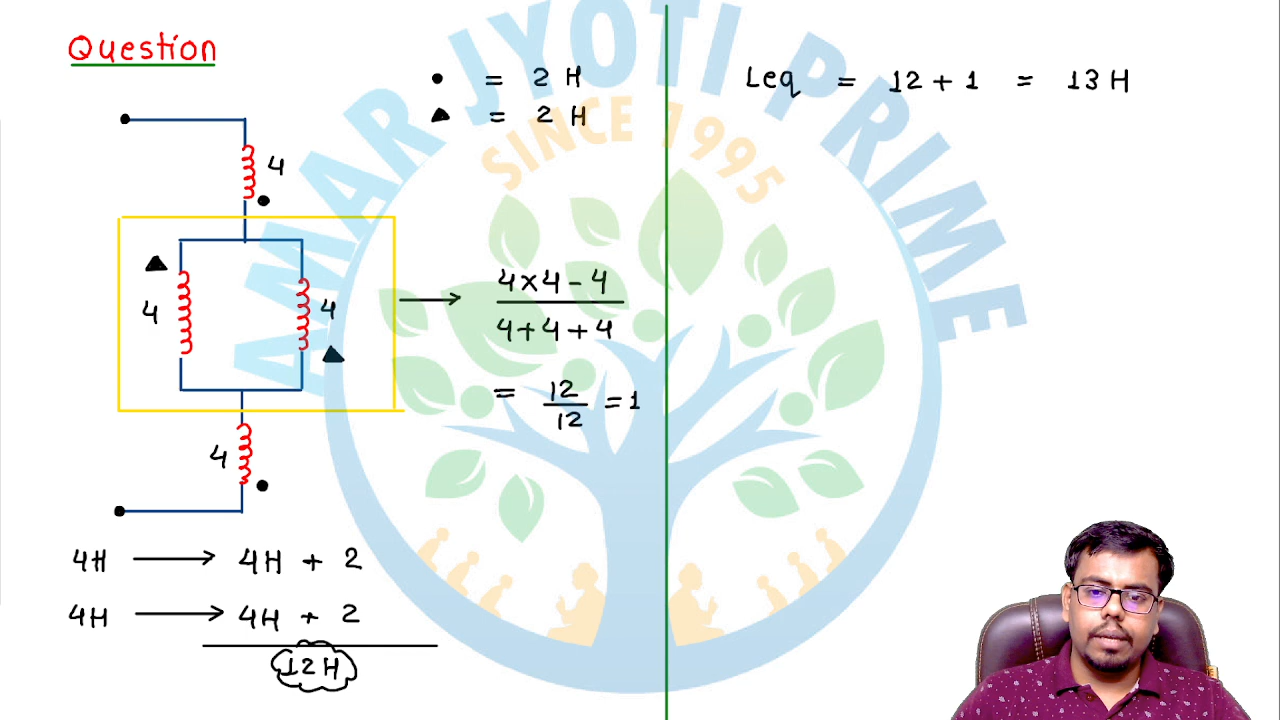 Question
● = 2 H
▲ = 2 H
4
4
4
4
4×4-4
4+4+4
= 12
12
=1
4H → 4H + 2
4H → 4H + 2
12H
Leq = 12+1 = 13H
AMAR JYOTI PRIME
SINCE 1995